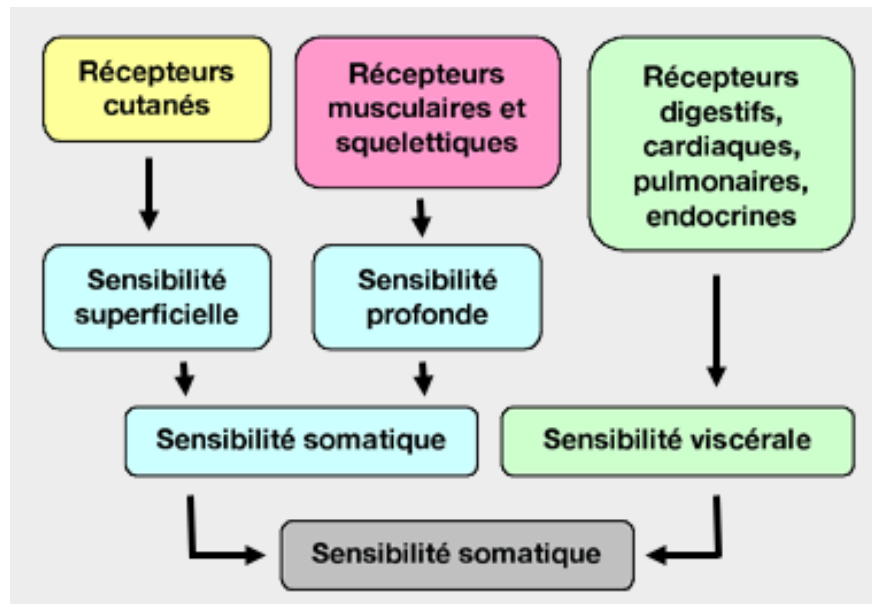 Récepteurs
cutanés
Récepteurs
musculaires et
squelettiques
Récepteurs
digestifs,
cardiaques,
pulmonaires,
endocrines
Sensibilité
superficielle
Sensibilité
profonde
Sensibilité somatique
Sensibilité viscérale
Sensibilité somatique